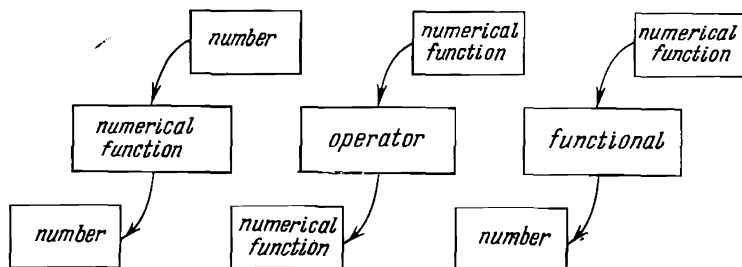 number
numerical
function
number
numerical
function
operator
numerical
function
numerical
function
functional
number